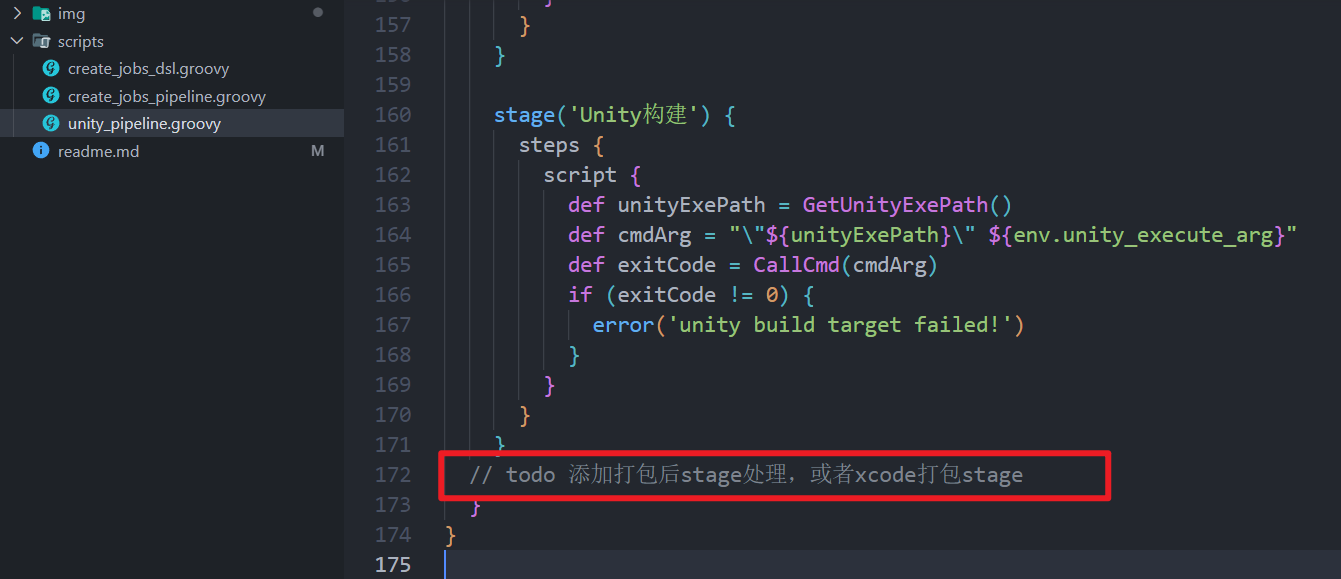 img
scripts
create_jobs_dsl.groovy
create_jobs_pipeline.groovy
unity_pipeline.groovy
readme.md M
157 }
158 }
159
160 stage('Unity构建') {
161 steps {
162 script {
163 def unityExePath = GetUnityExePath()
164 def cmdArg = "\"${unityExePath}\" ${env.unity_execute_arg}"
165 def exitCode = CallCmd(cmdArg)
166 if (exitCode != 0) {
167 error('unity build target failed!')
168 }
169 }
170 }
171 }
172 // todo 添加打包后stage处理，或者xcode打包stage
173 }
174 }
175